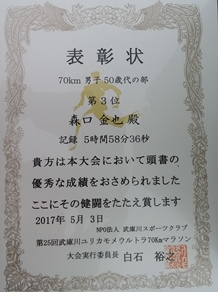 表彰状
70km 男子 50歳代の部
第３位
森口 金也 殿
記録 5時間58分36秒
貴方は本大会において頭書の
優秀な成績をおさめられました
ここにその健闘をたたえ賞します
2017年 5月 3日
NPO法人 武庫川スポーツクラブ
第25回武庫川ユリカモメウルトラ70Kmマラソン
大会実行委員長 白石 裕之